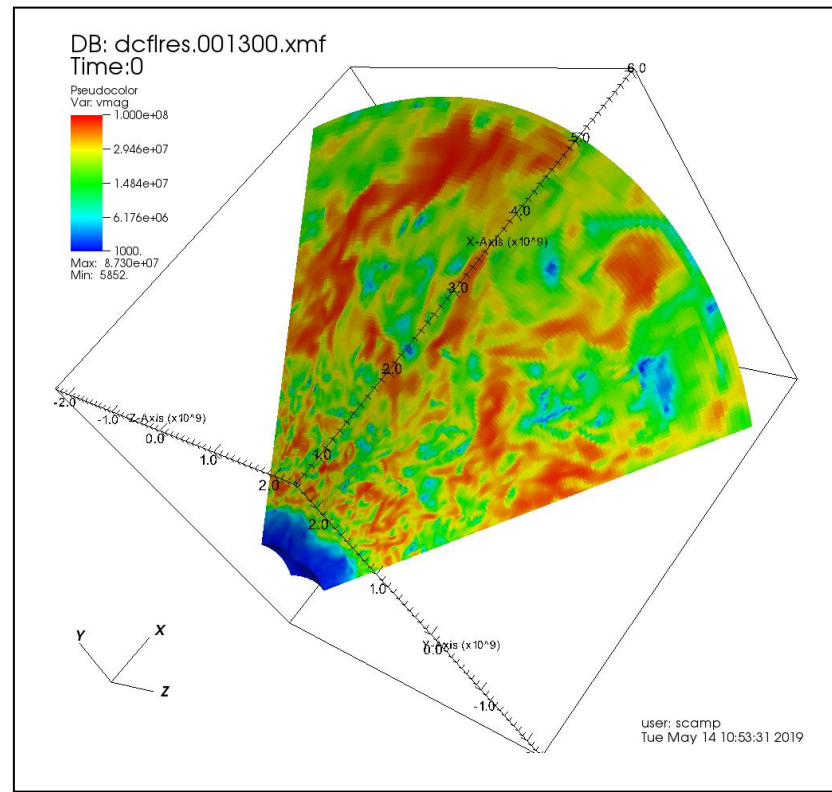 DB: dcflres.001300.xmf
Time:0
Pseudocolor
Var: vmag
1.000e+08
2.946e+07
1.484e+07
6.176e+06
1000.
Max: 8.730e+07
Min: 5852.
6.0
5.0
4.0
X-Axis (x10^9)
3.0
2.0
1.0
-2.0
-1.0
Z-Axis (x10^9)
0.0
1.0
2.0
2.0
1.0
0.0
Y-Axis (x10^9)
-1.0
Y
X
Z
user: scamp
Tue May 14 10:53:31 2019